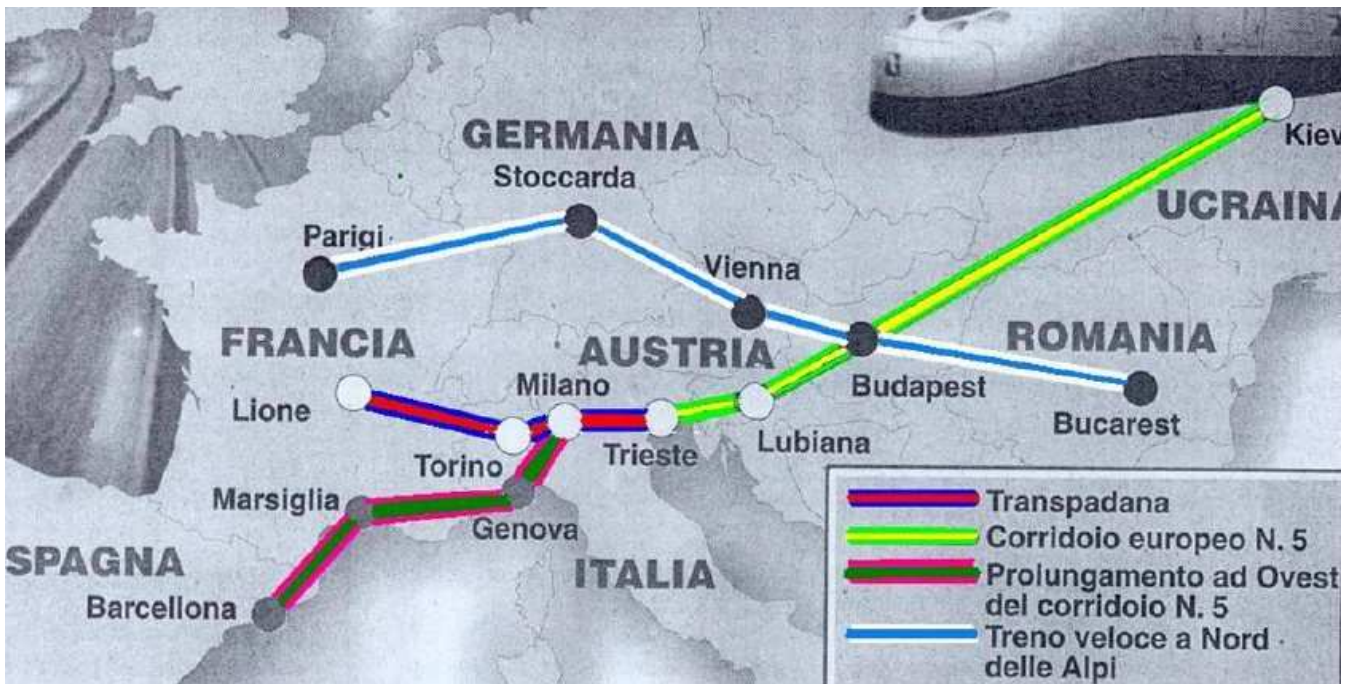 GERMANIA
Stoccarda
Kiev
UCRAINA
Parigi
Vienna
FRANCIA
AUSTRIA
ROMANIA
Milano
Budapest
Lione
Bucarest
Torino
Trieste
Lubiana
Marsiglia
Genova
SPAGNA
ITALIA
Barcellona
Transpadana
Corridoio europeo N. 5
Prolungamento ad Ovest
del corridoio N. 5
Treno veloce a Nord
delle Alpi